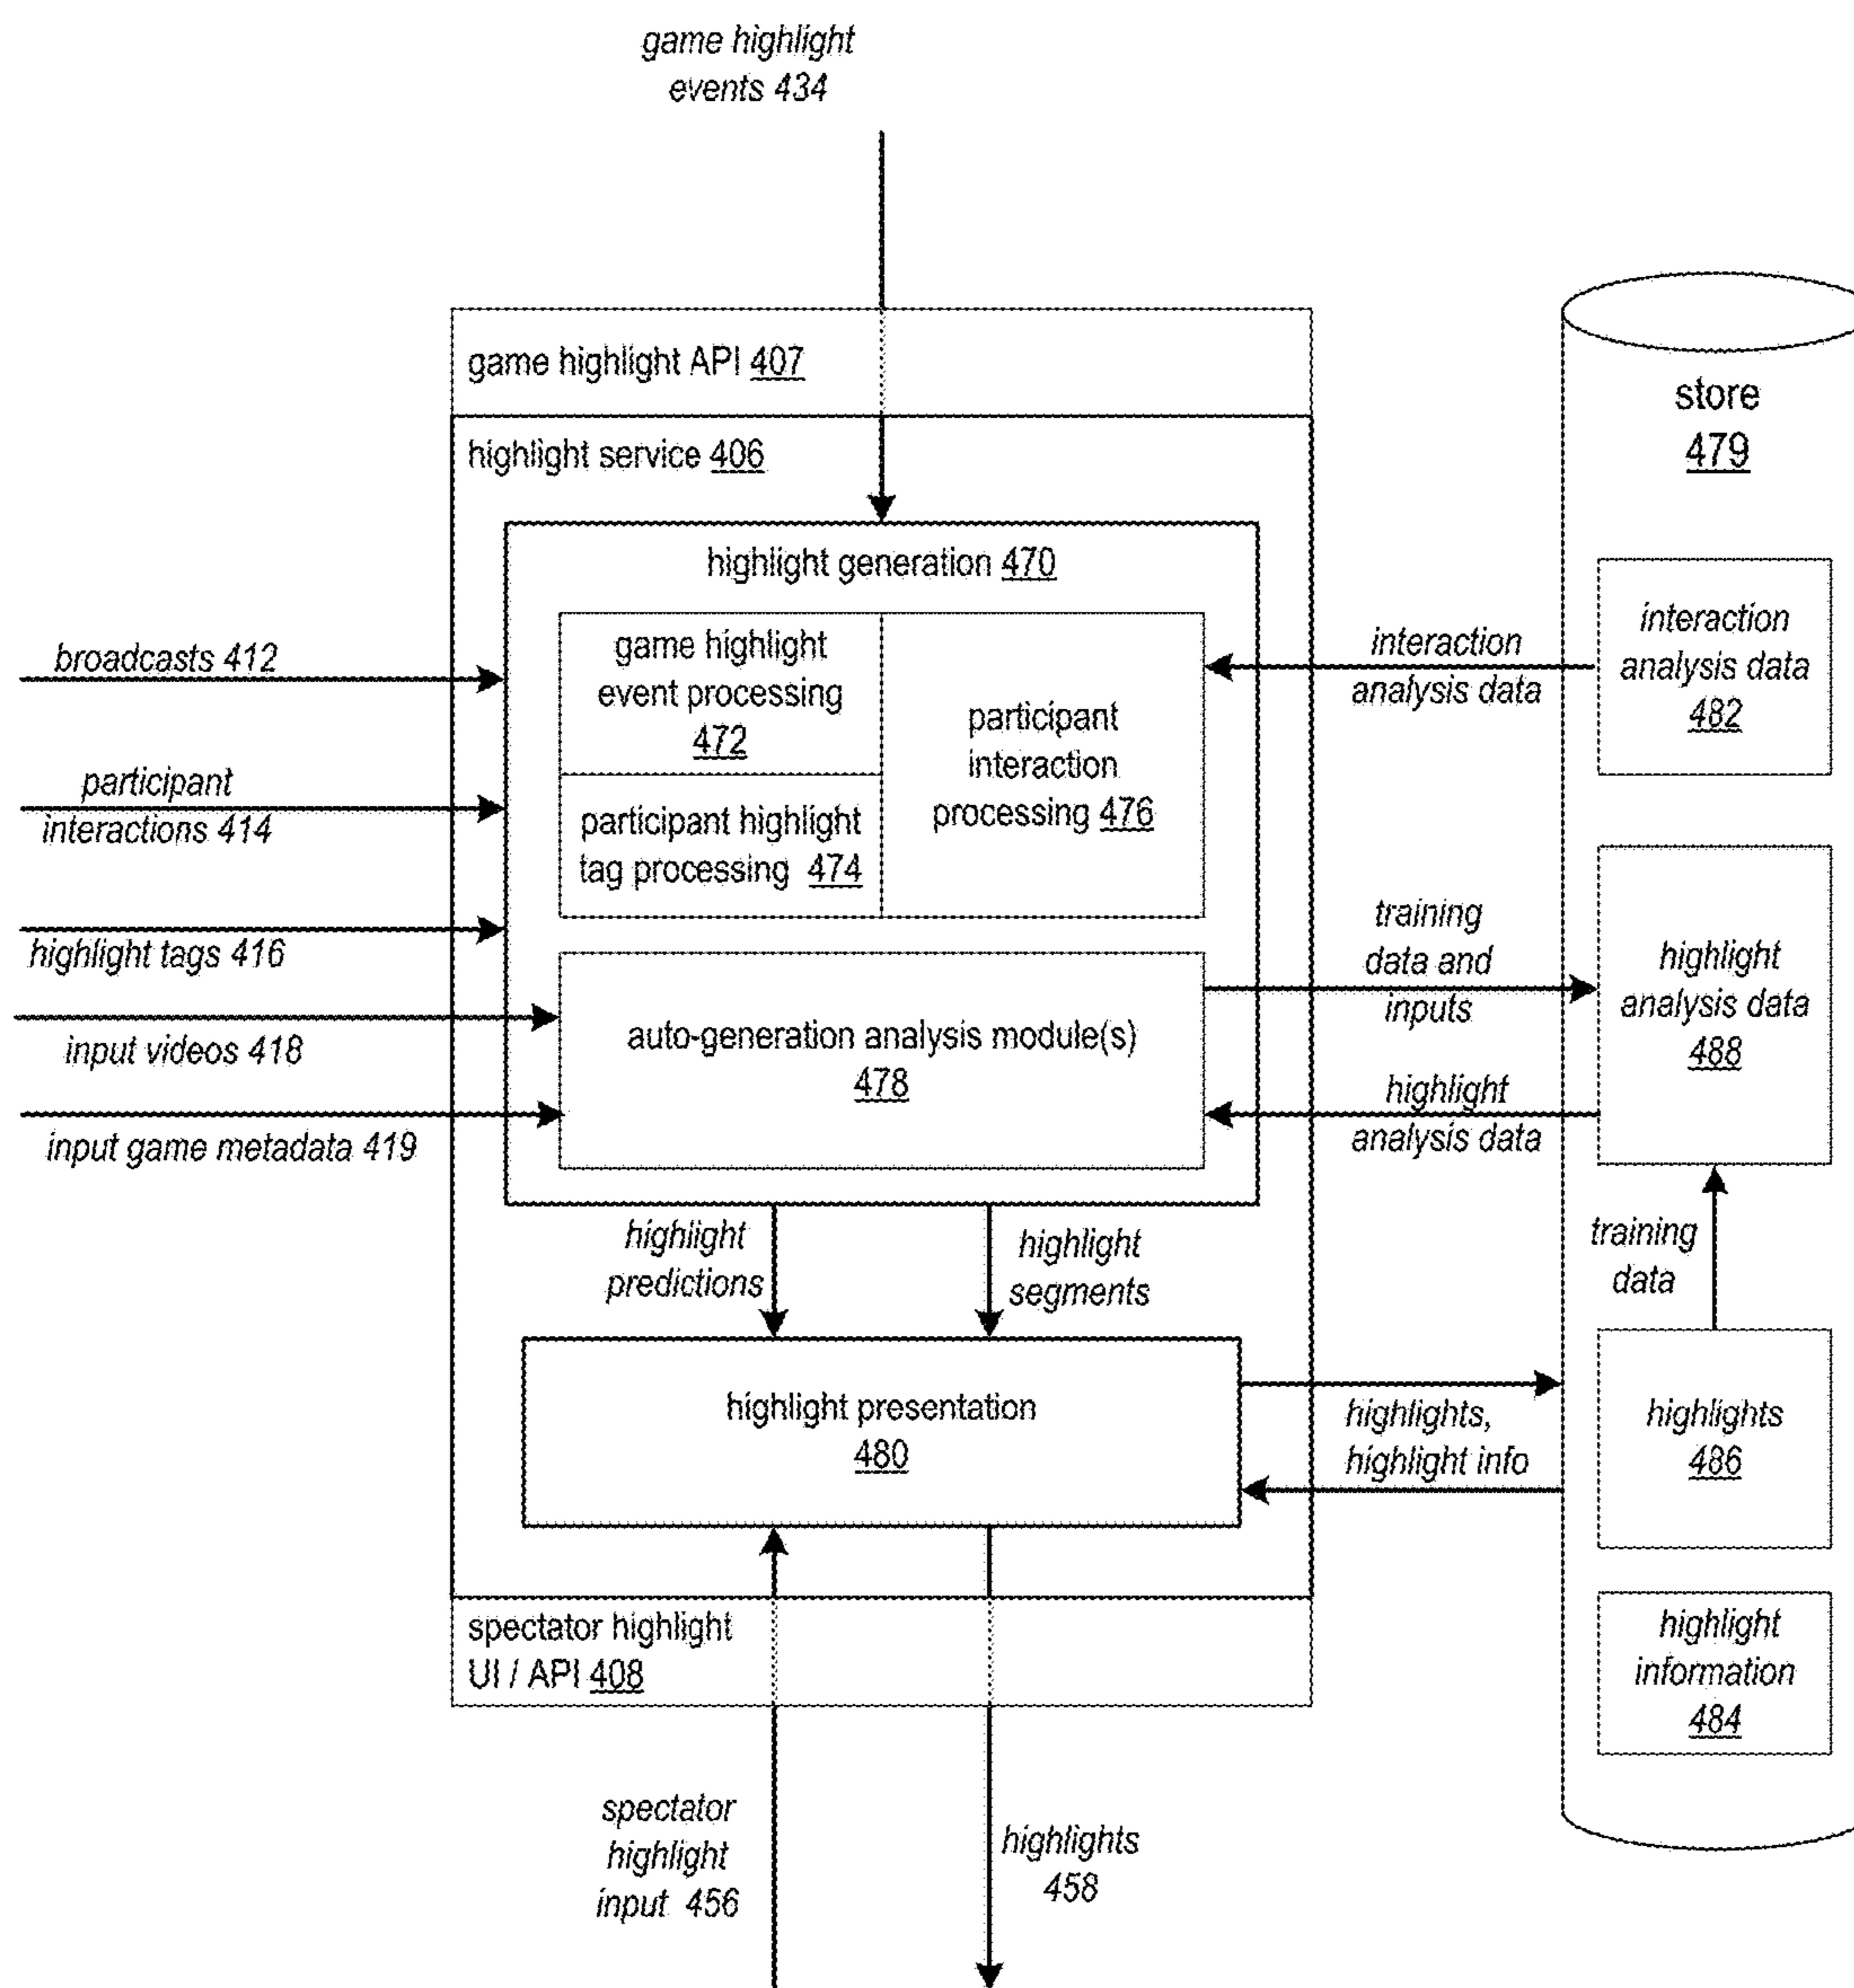 game highlight
events 434
game highlight API 407
highlight service 406
store
479
highlight generation 470
game highlight
event processing
472
participant highlight
tag processing 474
participant
interaction
processing 476
auto-generation analysis module(s)
478
broadcasts 412
participant
interactions 414
highlight tags 416
input videos 418
input game metadata 419
interaction
analysis data
interaction
analysis data
482
training
data and
inputs
highlight
analysis data
highlight
analysis data
488
highlight
predictions
highlight
segments
training
data
highlight presentation
480
highlights,
highlight info
highlights
486
highlight
information
484
spectator highlight
UI / API 408
spectator
highlight
input 456
highlights
458